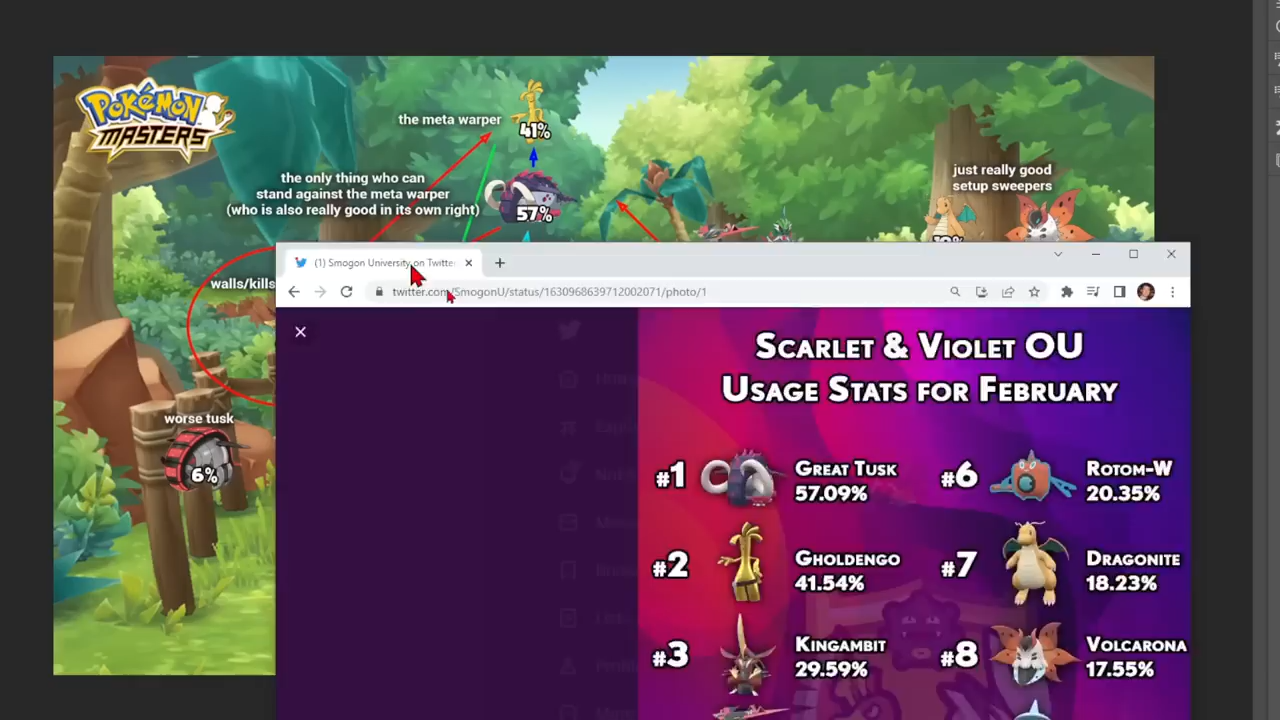 POKÉMON
MASTERS
the meta warper
41%
the only thing who can
stand against the meta warper
(who is also really good in its own right)
57%
just really good
setup sweepers
walls/kills
worse tusk
6%
(1) Smogon University on Twitte
twitter.com/SmogonU/status/1630968639712002071/photo/1
SCARLET & VIOLET OU
USAGE STATS FOR FEBRUARY
#1 GREAT TUSK
57.09%
#6 ROTOM-W
20.35%
#2 GHOLDENGO
41.54%
#7 DRAGONITE
18.23%
#3 KINGAMBIT
29.59%
#8 VOLCARONA
17.55%